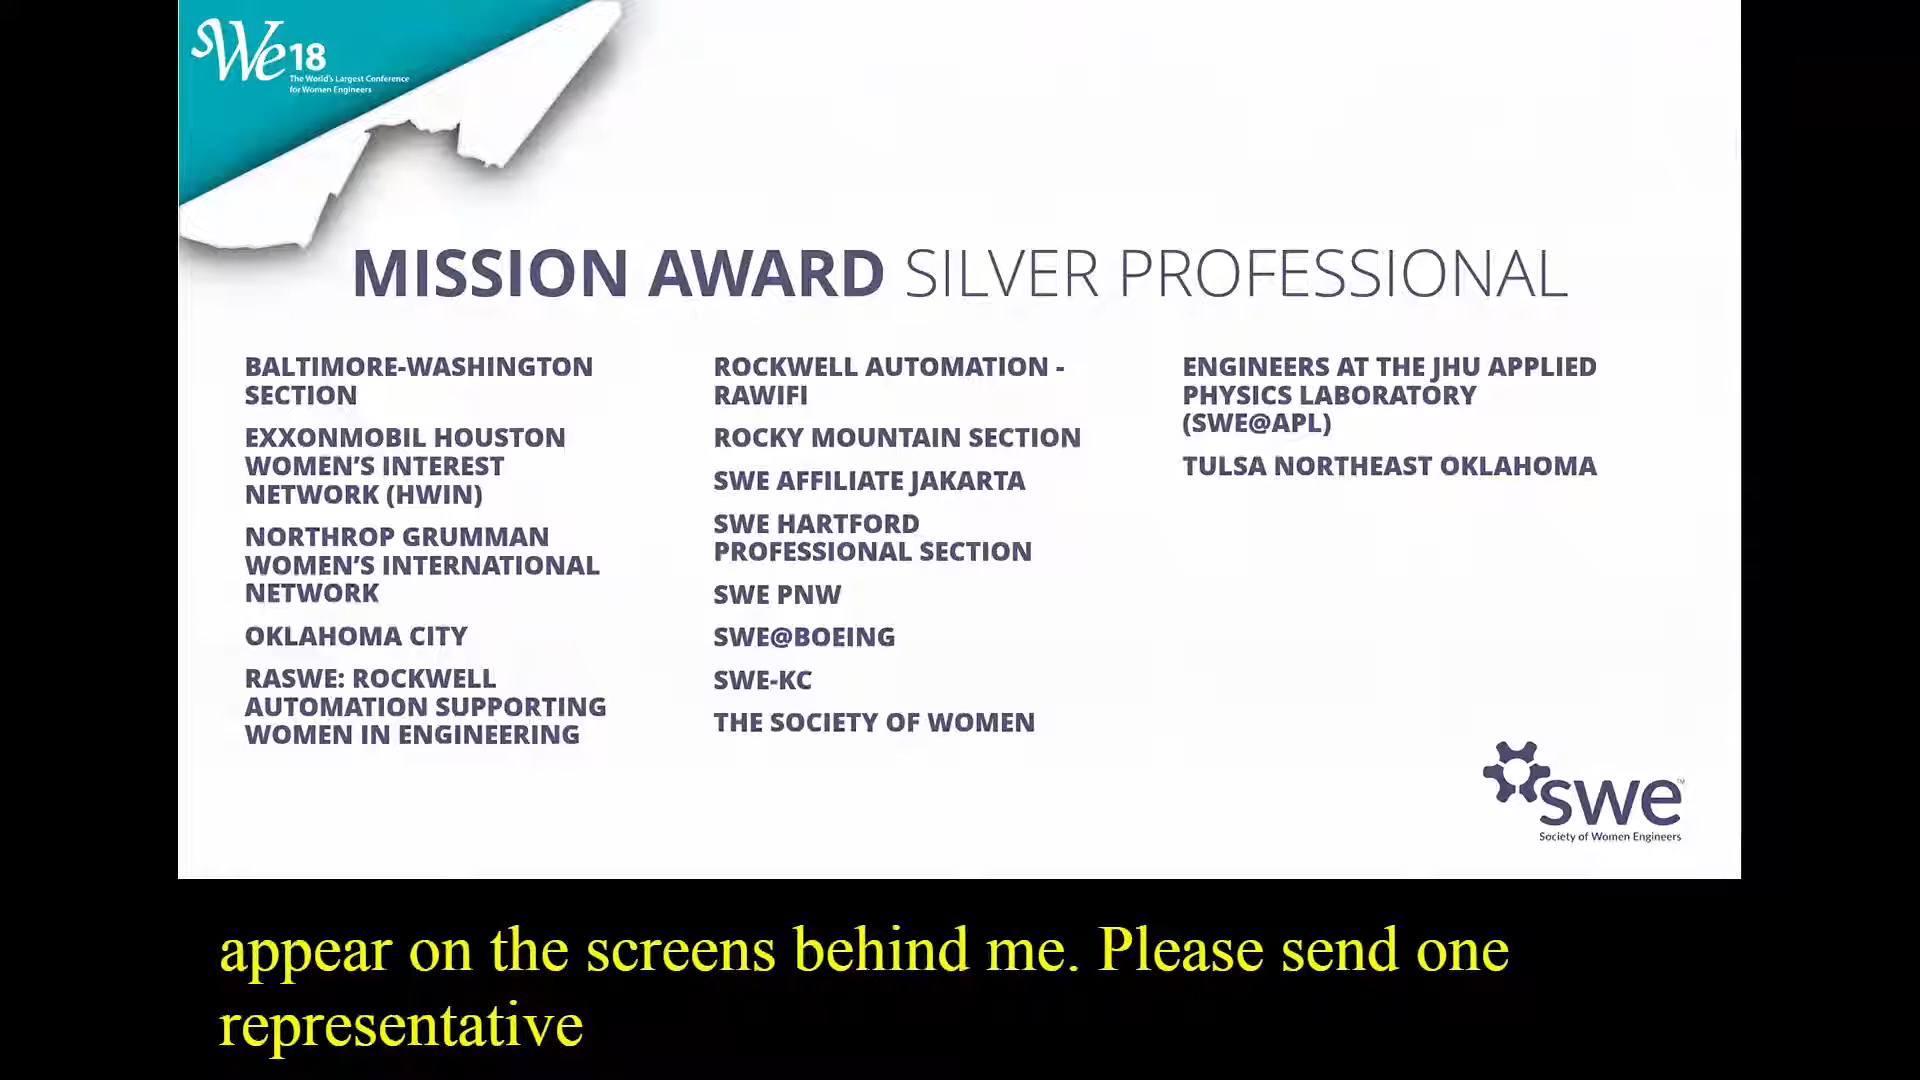 swe18
The World's Largest Conference
for Women Engineers
MISSION AWARD SILVER PROFESSIONAL
BALTIMORE-WASHINGTON
SECTION
EXXONMOBIL HOUSTON
WOMEN'S INTEREST
NETWORK (HWIN)
NORTHROP GRUMMAN
WOMEN'S INTERNATIONAL
NETWORK
OKLAHOMA CITY
RASWE: ROCKWELL
AUTOMATION SUPPORTING
WOMEN IN ENGINEERING
ROCKWELL AUTOMATION -
RAWIFI
ROCKY MOUNTAIN SECTION
SWE AFFILIATE JAKARTA
SWE HARTFORD
PROFESSIONAL SECTION
SWE PNW
SWE@BOEING
SWE-KC
THE SOCIETY OF WOMEN
ENGINEERS AT THE JHU APPLIED
PHYSICS LABORATORY
(SWE@APL)
TULSA NORTHEAST OKLAHOMA
swe™
Society of Women Engineers
appear on the screens behind me. Please send one
representative